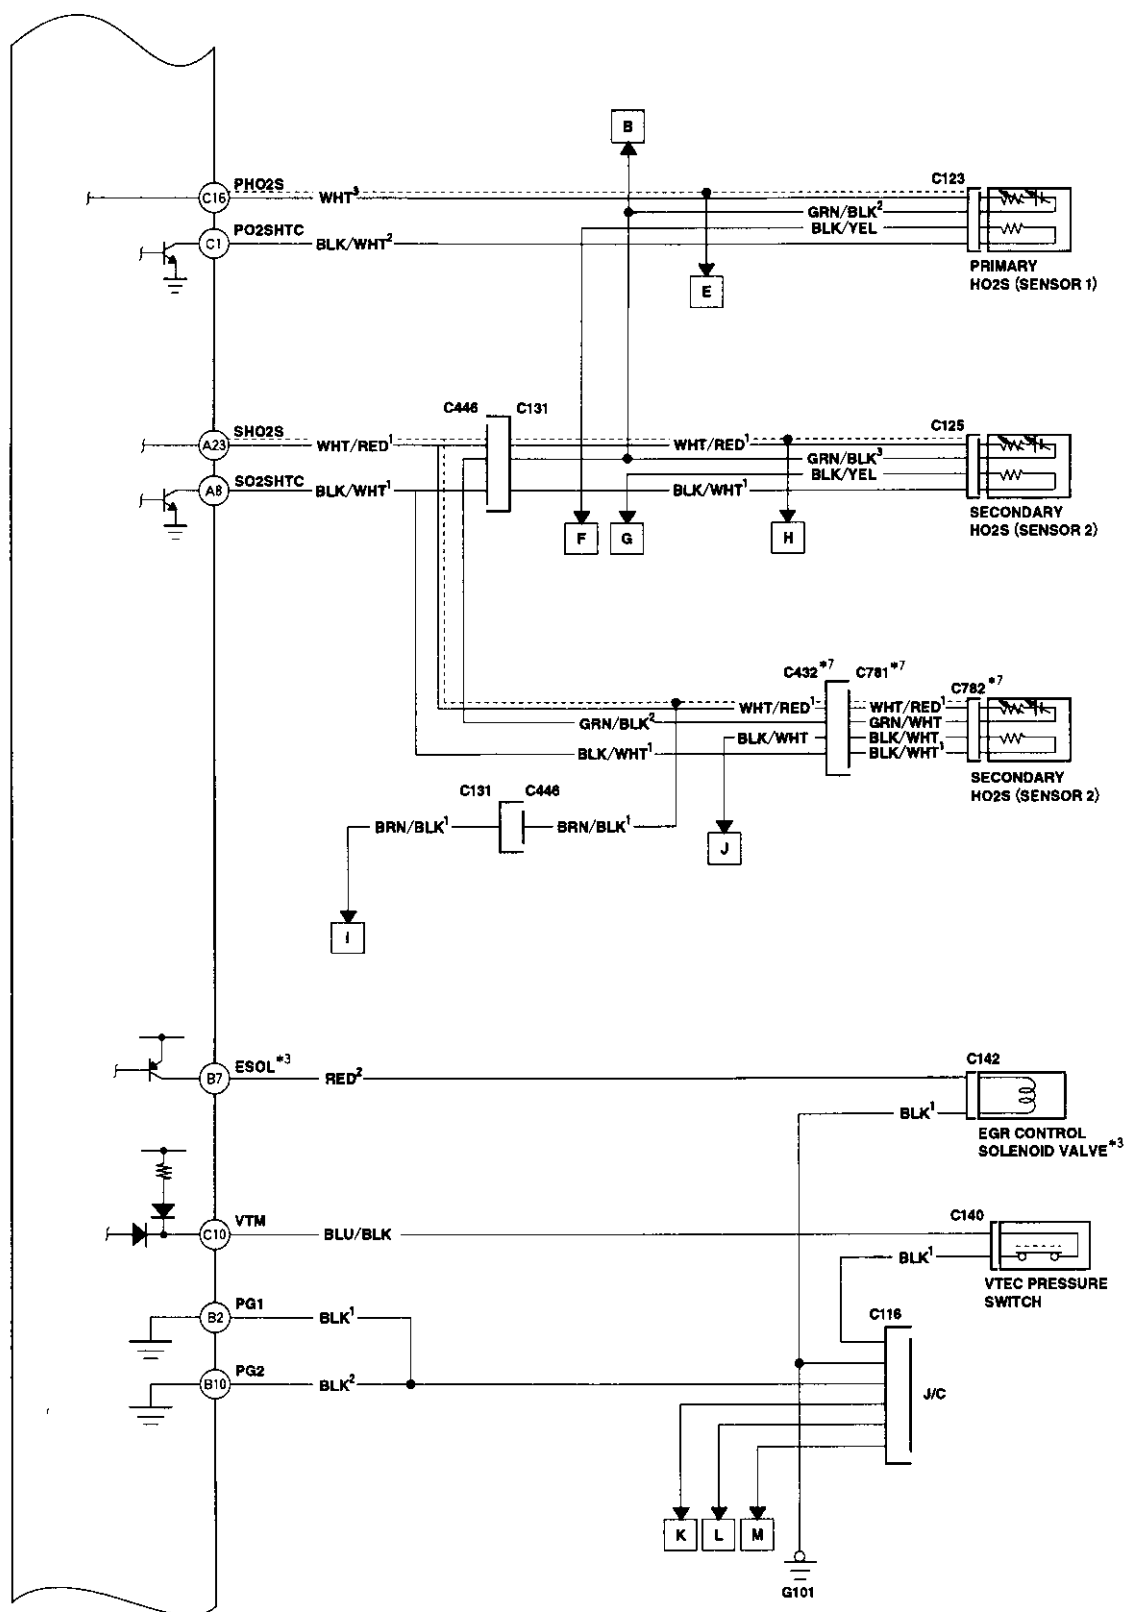 B
PHO2S
C16
WHT³
C123
GRN/BLK²
BLK/YEL
PO2SHTC
C1
BLK/WHT²
PRIMARY
HO2S (SENSOR 1)
E
C446
C131
C125
SHO2S
A23
WHT/RED¹
WHT/RED¹
GRN/BLK³
BLK/YEL
SO2SHTC
A8
BLK/WHT¹
BLK/WHT¹
SECONDARY
HO2S (SENSOR 2)
F
G
H
C432*7
C781*7
C782*7
WHT/RED¹
WHT/RED¹
GRN/BLK²
GRN/WHT
BLK/WHT
BLK/WHT
BLK/WHT¹
BLK/WHT¹
SECONDARY
HO2S (SENSOR 2)
C131
C446
BRN/BLK¹
BRN/BLK¹
J
I
ESOL*3
B7
RED²
C142
BLK¹
EGR CONTROL
SOLENOID VALVE*3
VTM
C10
BLU/BLK
C140
BLK¹
VTEC PRESSURE
SWITCH
PG1
B2
BLK¹
C116
PG2
B10
BLK²
J/C
K
L
M
G101